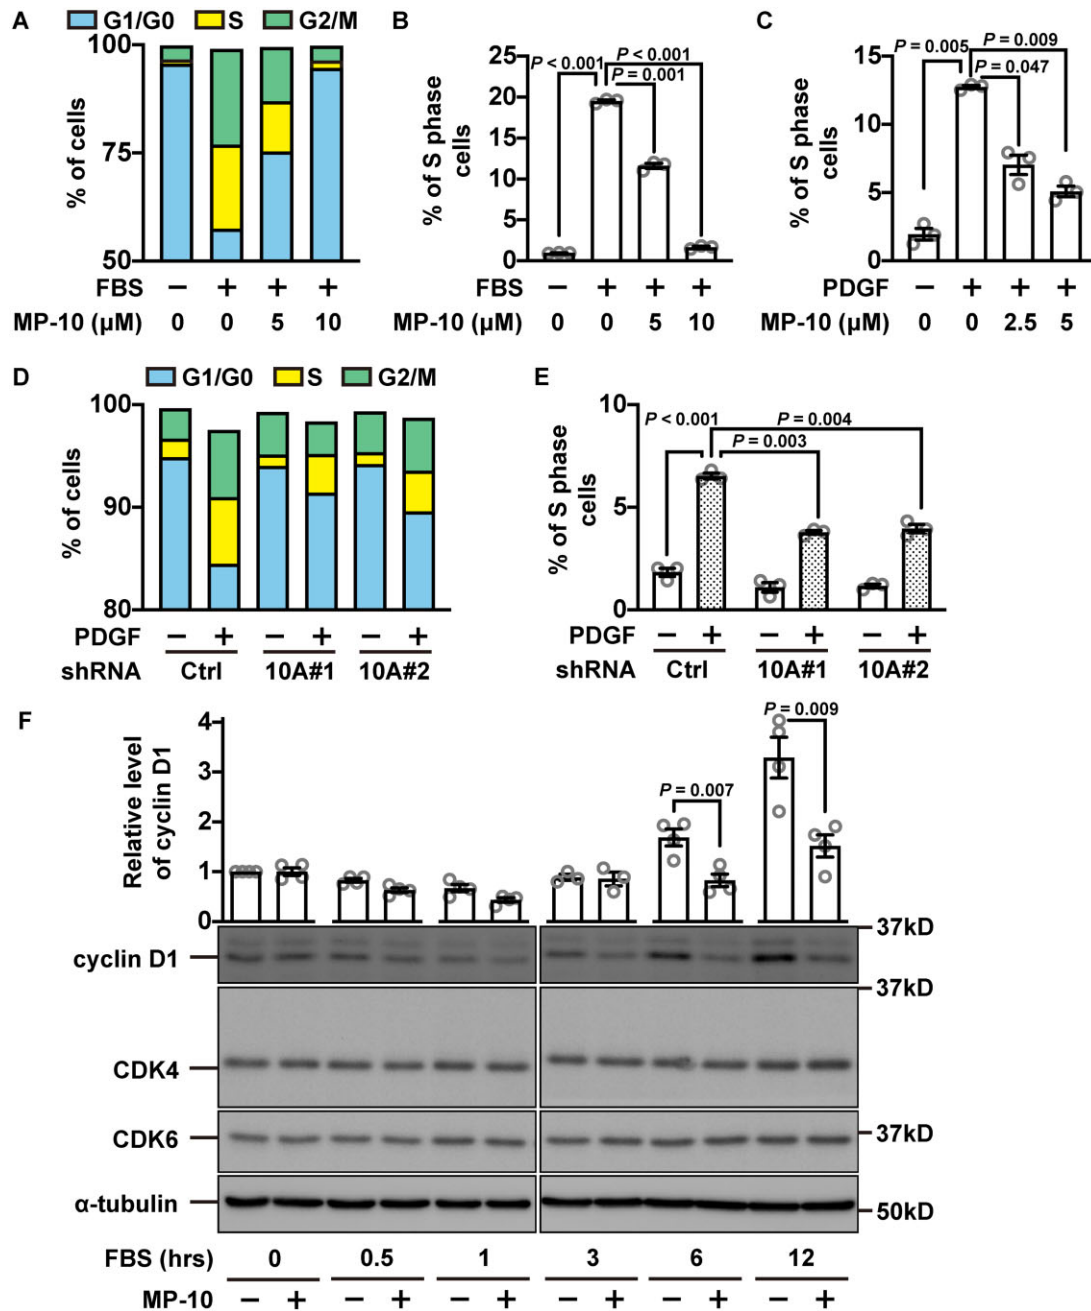 A
G1/G0 S G2/M
% of cells
100
75
50
FBS − + + +
MP-10 (μM) 0 0 5 10
B
% of S phase
cells
25
20
15
10
5
0
P < 0.001
P < 0.001
P = 0.001
FBS − + + +
MP-10 (μM) 0 0 5 10
C
% of S phase
cells
15
10
5
0
P = 0.005
P = 0.009
P = 0.047
PDGF − + + +
MP-10 (μM) 0 0 2.5 5
D
G1/G0 S G2/M
% of cells
100
90
80
PDGF − + − + − +
shRNA Ctrl 10A#1 10A#2
E
% of S phase
cells
10
5
0
P < 0.001
P = 0.004
P = 0.003
PDGF − + − + − +
shRNA Ctrl 10A#1 10A#2
F
Relative level
of cyclin D1
4
3
2
1
0
P = 0.007
P = 0.009
cyclin D1
37kD
37kD
CDK4
CDK6
37kD
α-tubulin
50kD
FBS (hrs) 0 0.5 1 3 6 12
MP-10 − + − + − + − + − + − +